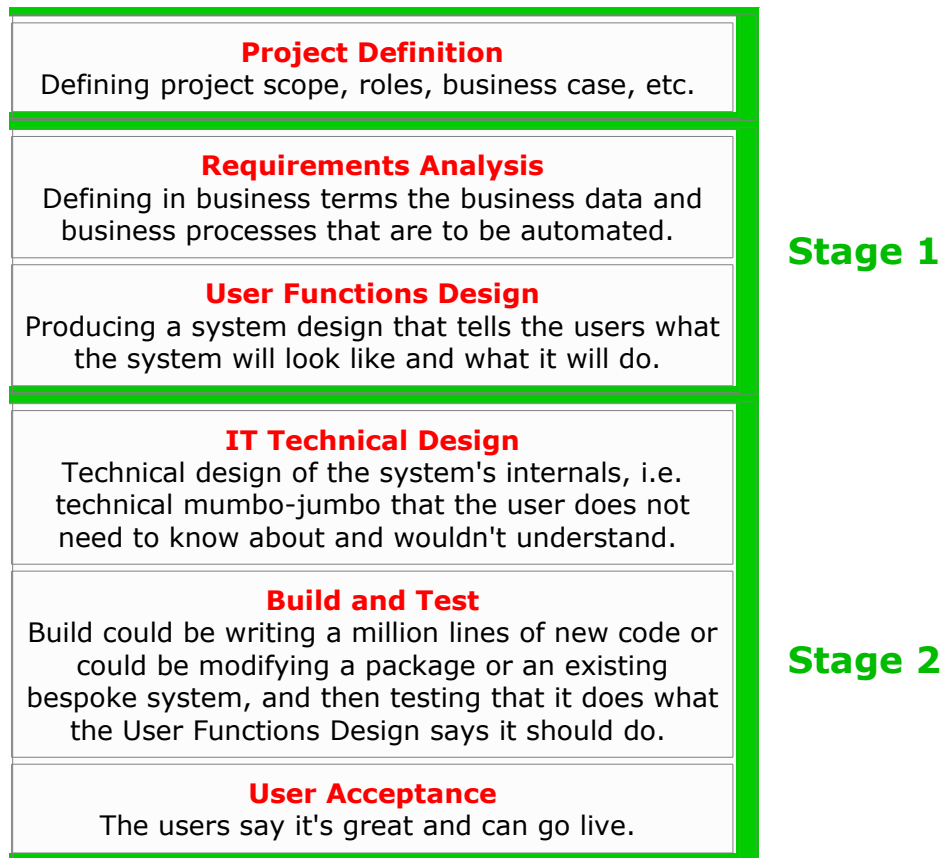 Project Definition
Defining project scope, roles, business case, etc.
Requirements Analysis
Defining in business terms the business data and
business processes that are to be automated.
Stage 1
User Functions Design
Producing a system design that tells the users what
the system will look like and what it will do.
IT Technical Design
Technical design of the system's internals, i.e.
technical mumbo-jumbo that the user does not
need to know about and wouldn't understand.
Build and Test
Build could be writing a million lines of new code or
could be modifying a package or an existing
bespoke system, and then testing that it does what
the User Functions Design says it should do.
Stage 2
User Acceptance
The users say it's great and can go live.